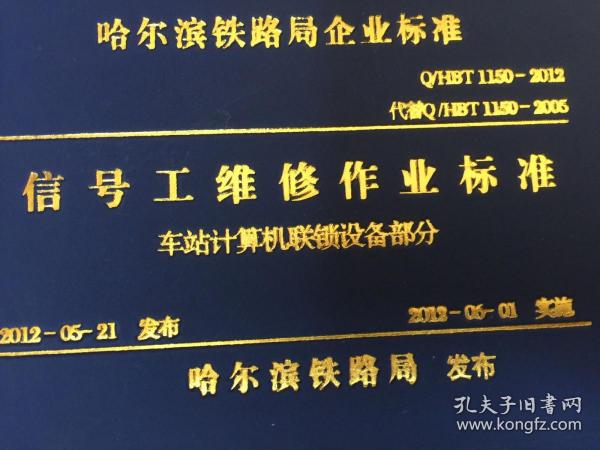 哈尔滨铁路局企业标准
Q/HBT 1150-2012
代替Q/HBT 1150-2005
信号工维修作业标准
车站计算机联锁设备部分
2012-05-21 发布
2012-06-01 实施
哈尔滨铁路局 发布
孔夫子旧书网
www.kongfz.com